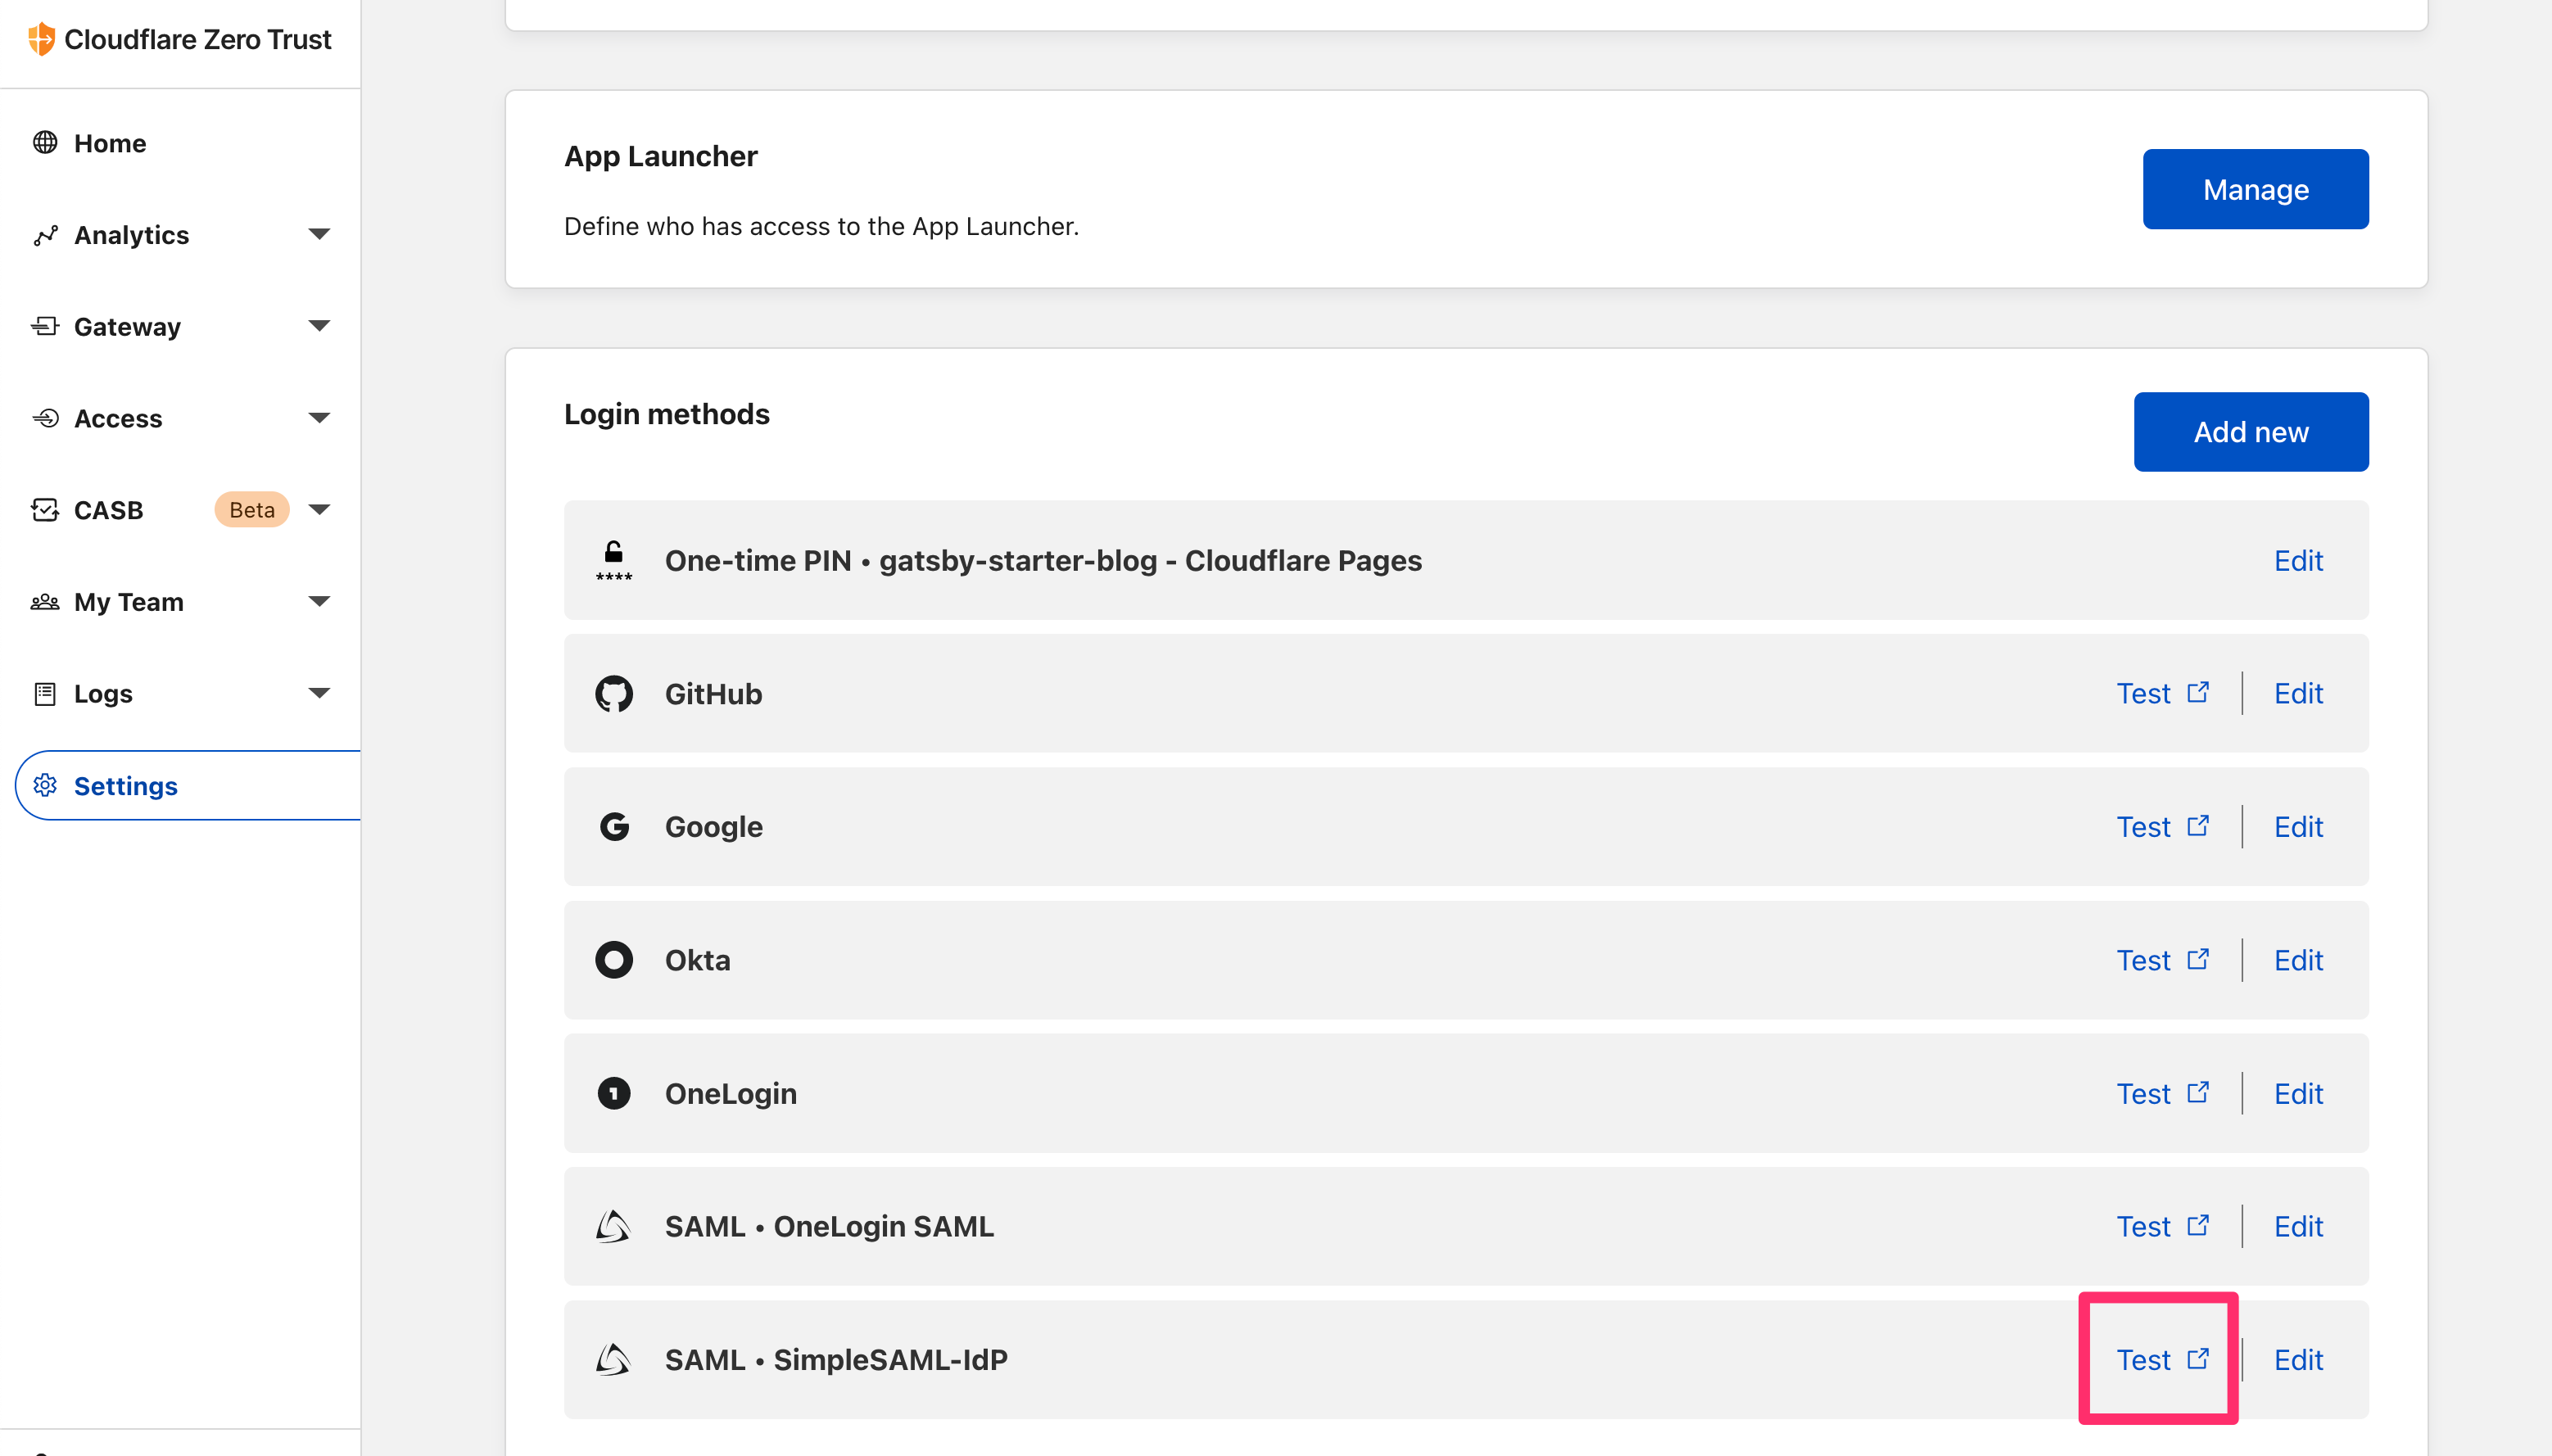 Cloudflare Zero Trust
Home
Analytics
Gateway
Access
CASB Beta
My Team
Logs
Settings
App Launcher
Manage
Define who has access to the App Launcher.
Login methods
Add new
**** One-time PIN • gatsby-starter-blog - Cloudflare Pages Edit
GitHub Test Edit
Google Test Edit
Okta Test Edit
OneLogin Test Edit
SAML • OneLogin SAML Test Edit
SAML • SimpleSAML-IdP Test Edit